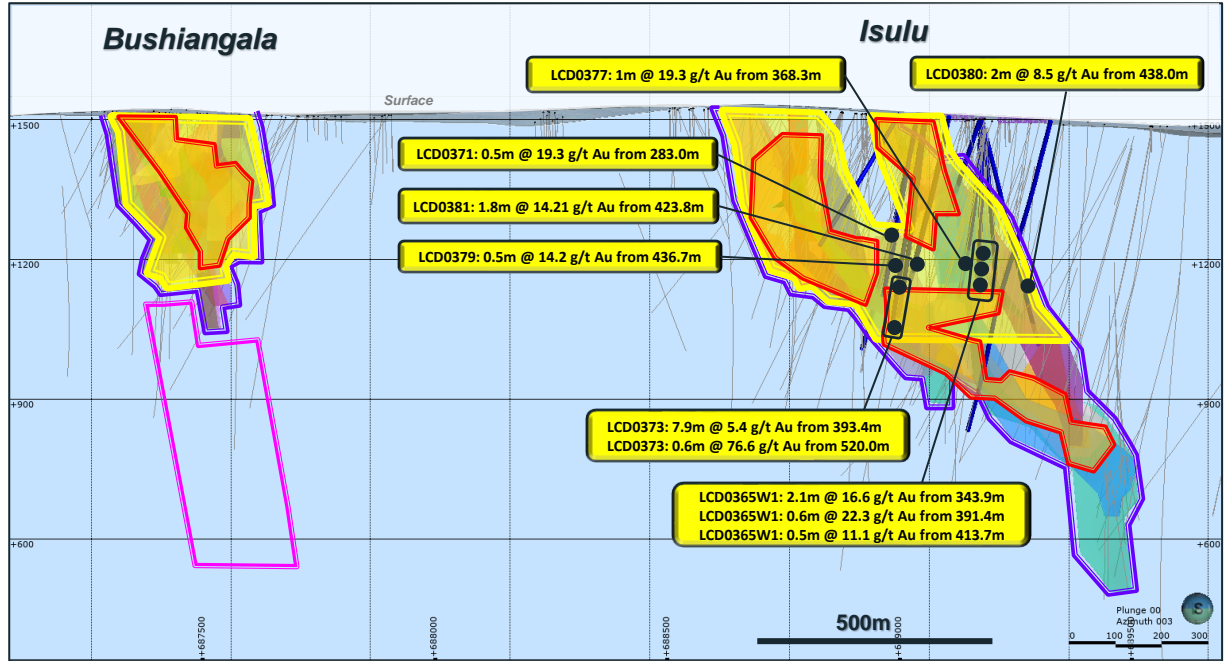 Bushiangala
Isulu
LCD0377: 1m @ 19.3 g/t Au from 368.3m
LCD0380: 2m @ 8.5 g/t Au from 438.0m
Surface
+1500
+1500
LCD0371: 0.5m @ 19.3 g/t Au from 283.0m
LCD0381: 1.8m @ 14.21 g/t Au from 423.8m
LCD0379: 0.5m @ 14.2 g/t Au from 436.7m
+1200
+1200
+900
+900
LCD0373: 7.9m @ 5.4 g/t Au from 393.4m
LCD0373: 0.6m @ 76.6 g/t Au from 520.0m
LCD0365W1: 2.1m @ 16.6 g/t Au from 343.9m
LCD0365W1: 0.6m @ 22.3 g/t Au from 391.4m
LCD0365W1: 0.5m @ 11.1 g/t Au from 413.7m
+600
+600
+687500
+688000
+688500
+689000
+689500
500m
Plunge 00
Azimuth 003
S
0 100 200 300